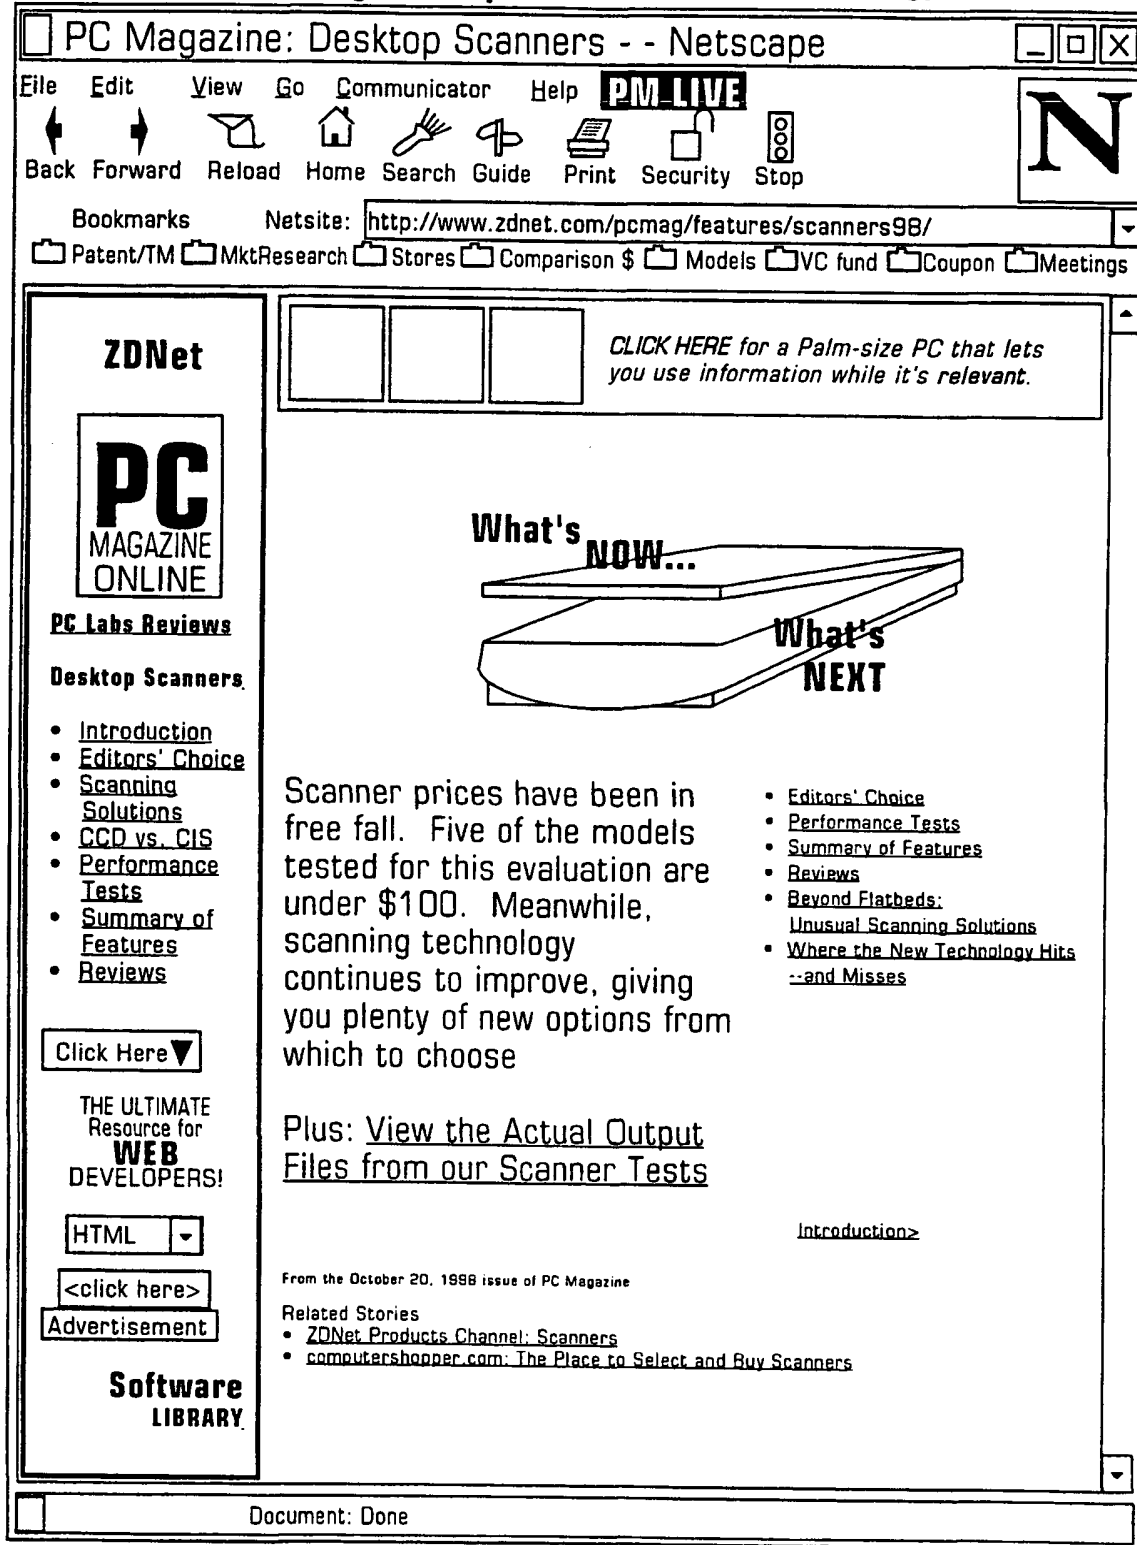 PC Magazine: Desktop Scanners - - Netscape
File Edit View Go Communicator Help PM LIVE
N
Back Forward Reload Home Search Guide Print Security Stop
Bookmarks Netsite: http://www.zdnet.com/pcmag/features/scanners98/
Patent/TM MktResearch Stores Comparison $ Models VC fund Coupon Meetings
ZDNet
PC
MAGAZINE
ONLINE
PC Labs Reviews
Desktop Scanners
• Introduction
• Editors' Choice
• Scanning
Solutions
• CCD vs. CIS
• Performance
Tests
• Summary of
Features
• Reviews
Click Here
THE ULTIMATE
Resource for
WEB
DEVELOPERS!
HTML
<click here>
Advertisement
Software
LIBRARY
CLICK HERE for a Palm-size PC that lets
you use information while it's relevant.
What's
NOW...
What's
NEXT
Scanner prices have been in
free fall. Five of the models
tested for this evaluation are
under $100. Meanwhile,
scanning technology
continues to improve, giving
you plenty of new options from
which to choose
Plus: View the Actual Output
Files from our Scanner Tests
• Editors' Choice
• Performance Tests
• Summary of Features
• Reviews
• Beyond Flatbeds:
Unusual Scanning Solutions
• Where the New Technology Hits
--and Misses
Introduction>
From the October 20, 1998 issue of PC Magazine
Related Stories
• ZDNet Products Channel: Scanners
• computershopper.com: The Place to Select and Buy Scanners
Document: Done